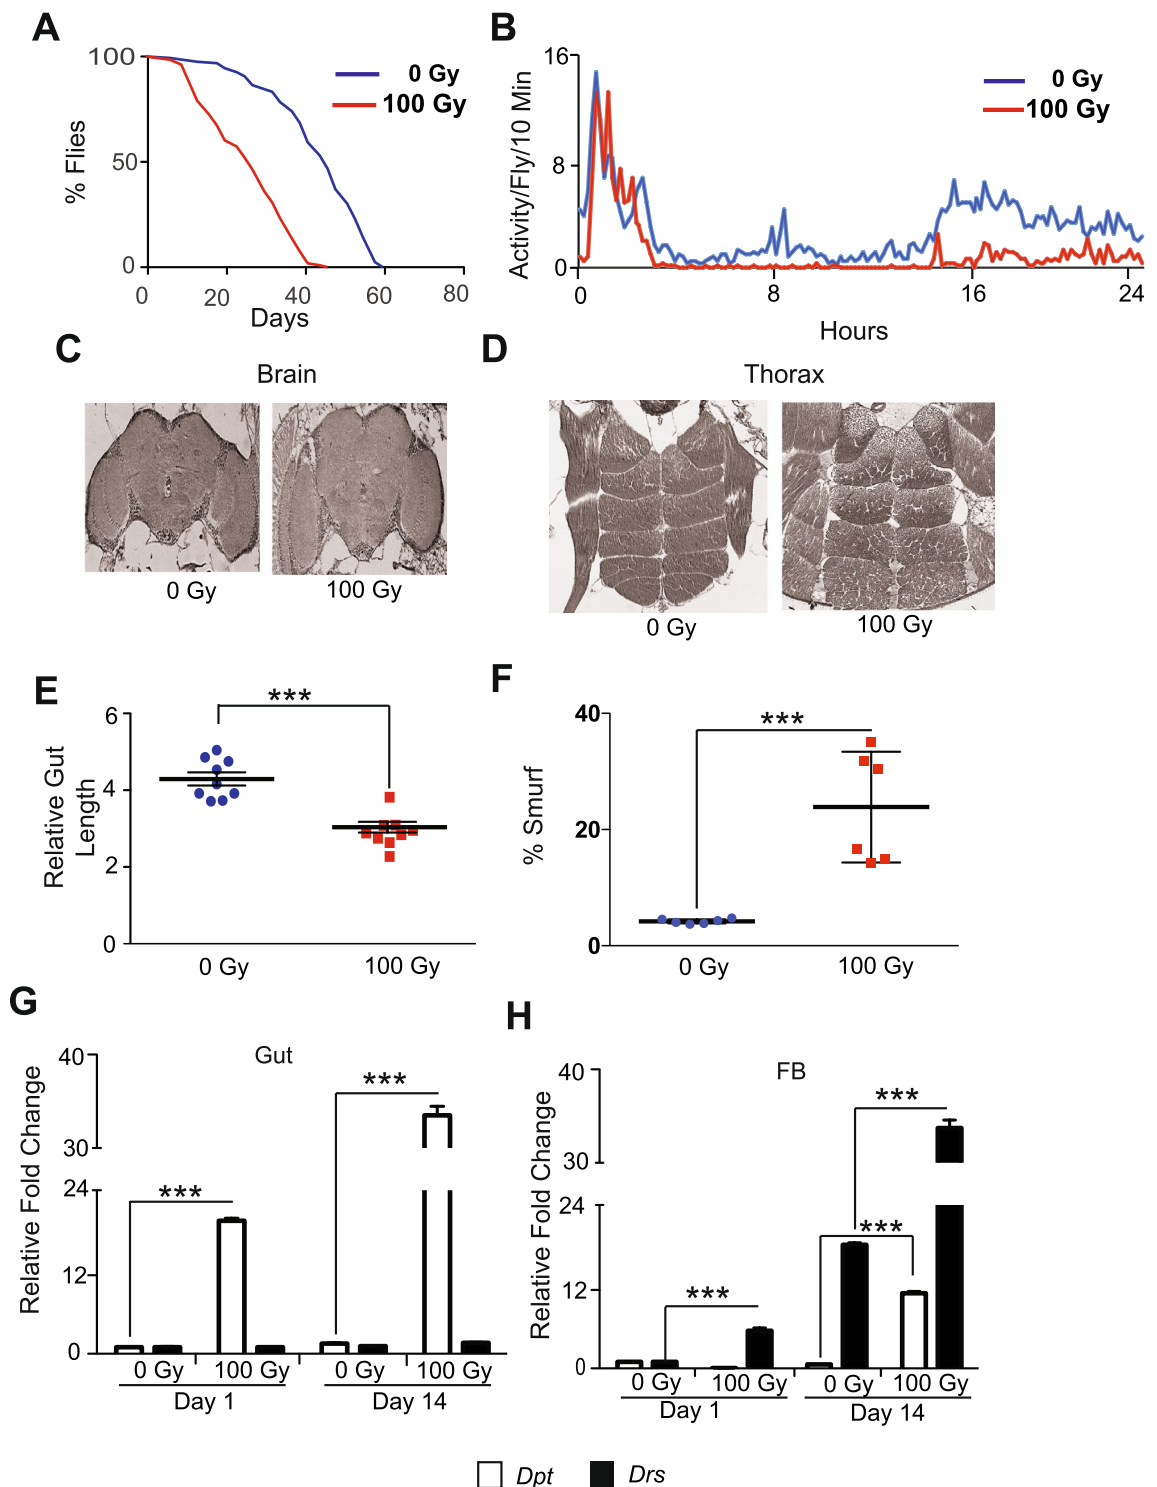 A
100
50
0
0
20
40
60
80
% Flies
Days
0 Gy
100 Gy
B
16
8
0
0
8
16
24
Activity/Fly/10 Min
Hours
0 Gy
100 Gy
C
Brain
0 Gy
100 Gy
D
Thorax
0 Gy
100 Gy
E
***
6
4
2
0
Relative Gut
Length
0 Gy
100 Gy
F
***
40
20
0
% Smurf
0 Gy
100 Gy
G
Gut
40
30
24
12
0
Relative Fold Change
***
***
0 Gy
100 Gy
0 Gy
100 Gy
Day 1
Day 14
H
FB
40
30
24
12
0
Relative Fold Change
***
***
***
0 Gy
100 Gy
0 Gy
100 Gy
Day 1
Day 14
Dpt
Drs